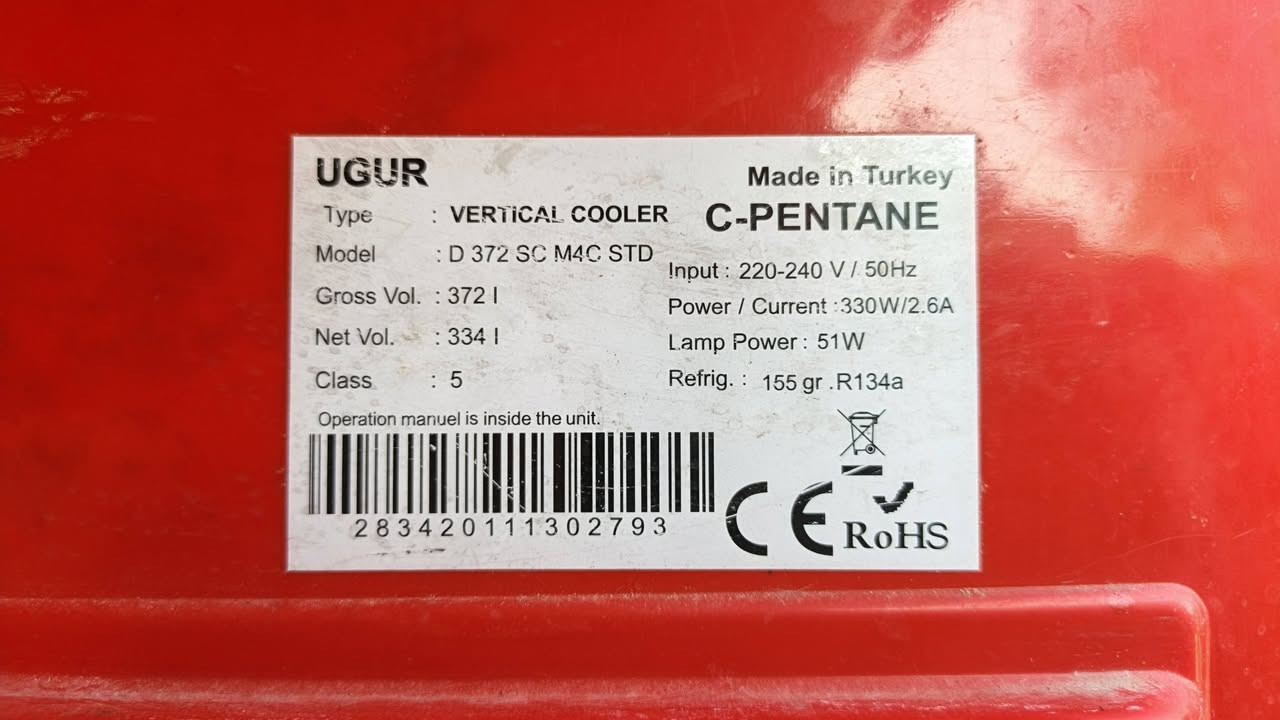 UGUR
Made in Turkey
Type : VERTICAL COOLER
C-PENTANE
Model : D 372 SC M4C STD
Input : 220-240 V / 50Hz
Gross Vol. : 372 l
Power / Current :330W/2.6A
Net Vol. : 334 l
Lamp Power : 51W
Class : 5
Refrig. : 155 gr .R134a
Operation manuel is inside the unit.
283420111302793
CE
RoHS